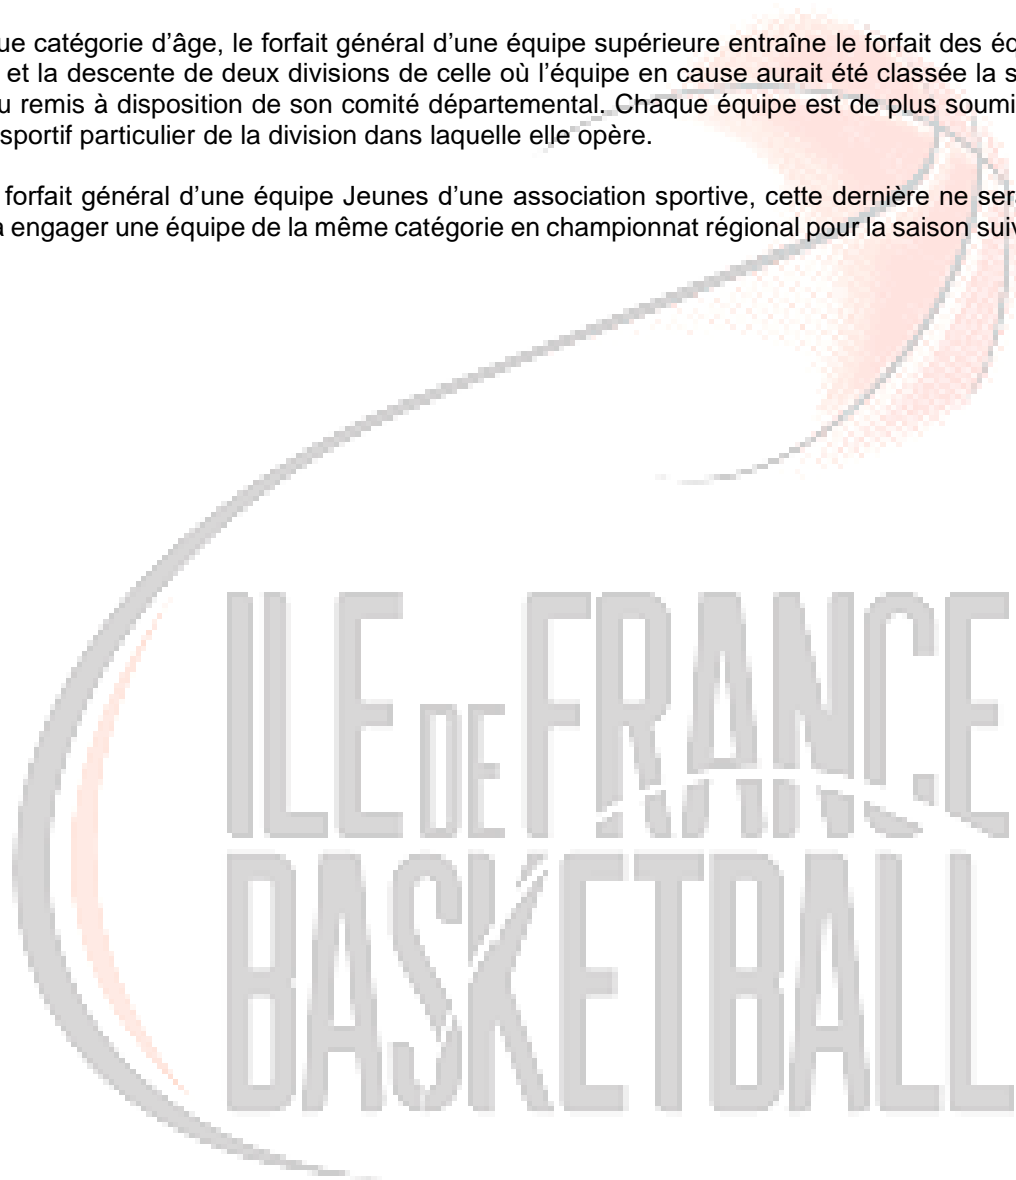 ue catégorie d’âge, le forfait général d’une équipe supérieure entraîne le forfait des éq
et la descente de deux divisions de celle où l’équipe en cause aurait été classée la s
u remis à disposition de son comité départemental. Chaque équipe est de plus soumi
sportif particulier de la division dans laquelle elle opère.
forfait général d’une équipe Jeunes d’une association sportive, cette dernière ne ser
à engager une équipe de la même catégorie en championnat régional pour la saison suiv
ILE DE FRANCE
BASKETBALL